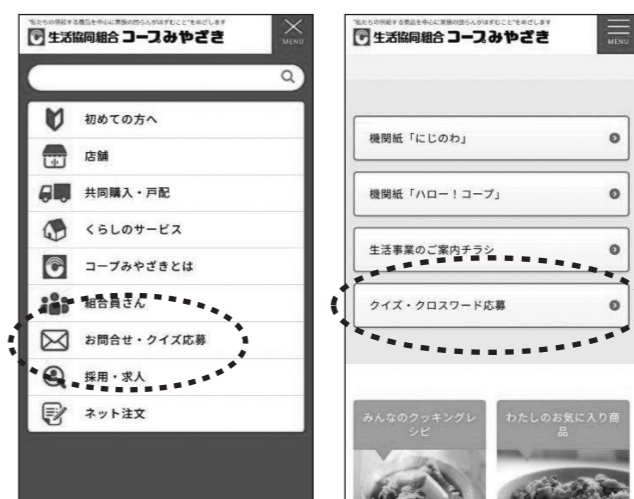 "私たちの供給する商品を中心に家族の団らんがはずむこと"をめざします
生活協同組合 コープみやざき
MENU
初めての方へ
店舗
共同購入・戸配
くらしのサービス
コープみやざきとは
組合員さん
お問合せ・クイズ応募
採用・求人
ネット注文
"私たちの供給する商品を中心に家族の団らんがはずむこと"をめざします
生活協同組合 コープみやざき
MENU
機関紙「にじのわ」
機関紙「ハロー!コープ」
生活事業のご案内チラシ
クイズ・クロスワード応募
みんなのクッキングレ
シピ
わたしのお気に入り商
品